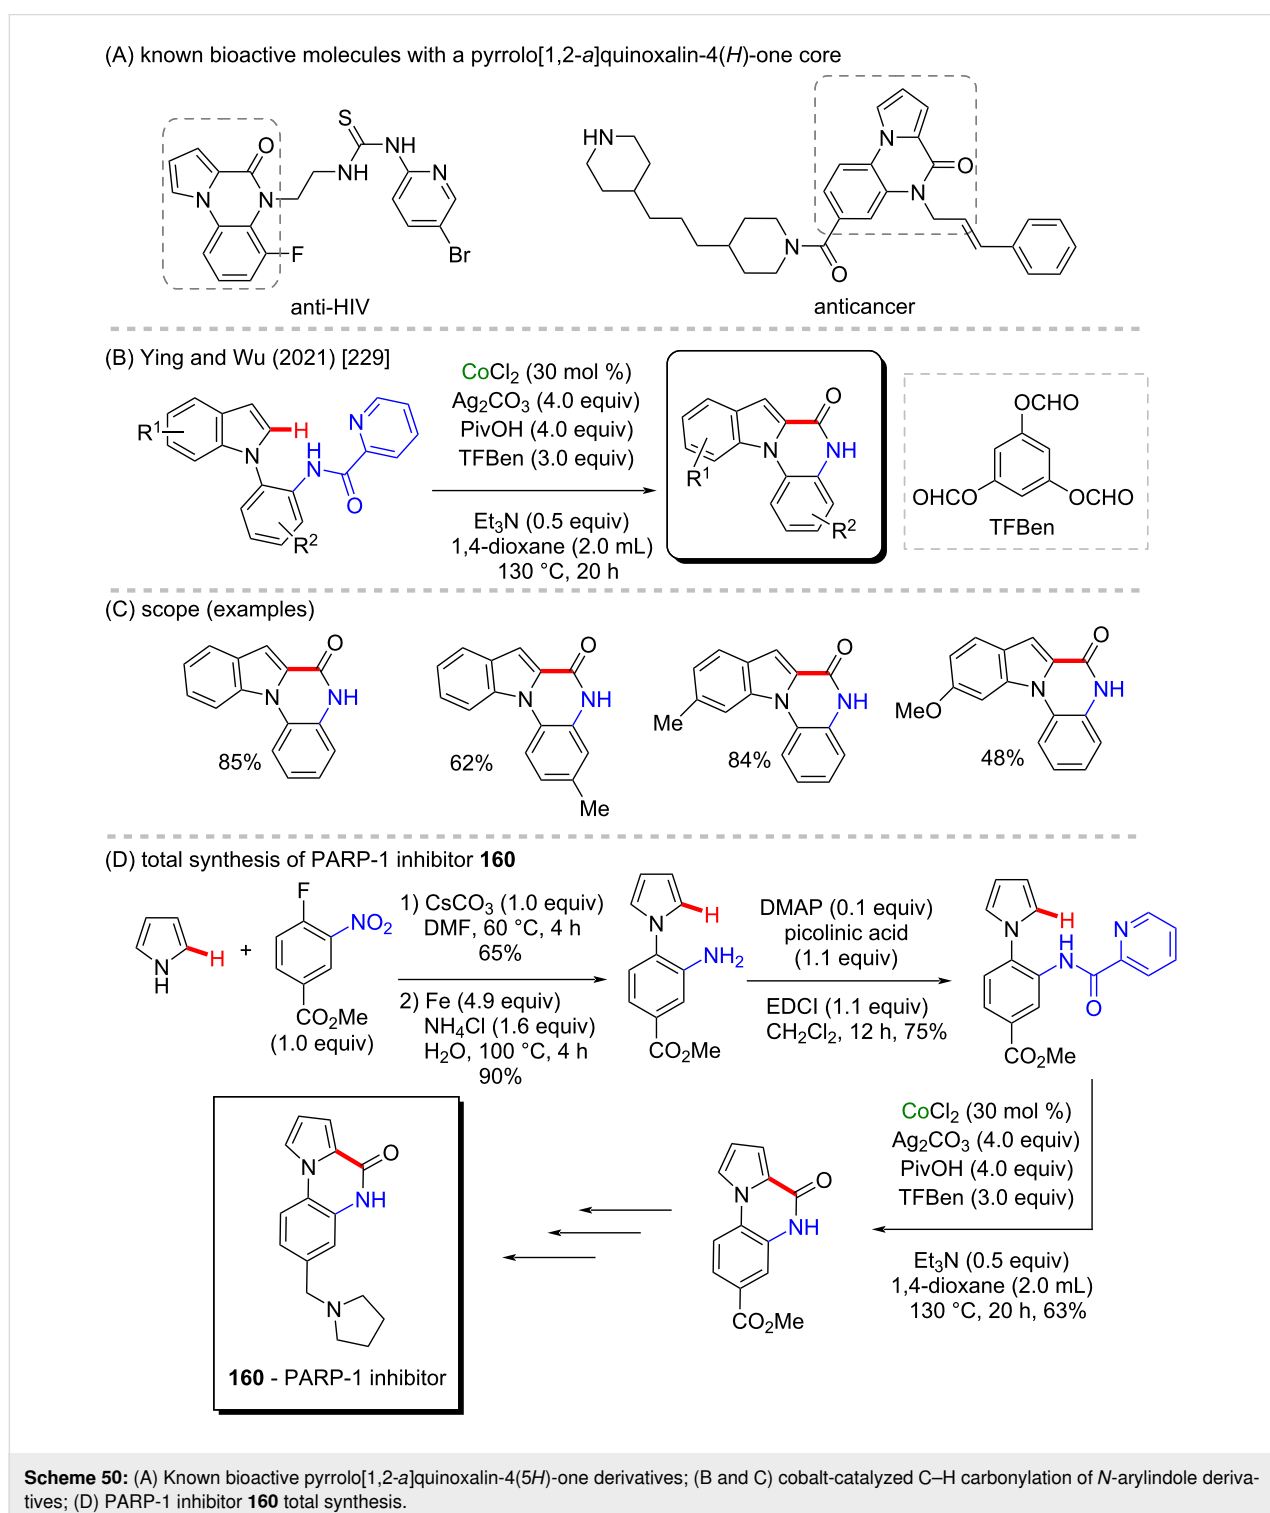 (A) known bioactive molecules with a pyrrolo[1,2-a]quinoxalin-4(H)-one core
S
O
NH
NH
N
N
N
F
Br
anti-HIV
HN
N
O
N
N
O
anticancer
(B) Ying and Wu (2021) [229]
R¹
H
N
H
N
N
O
R²
CoCl₂ (30 mol %)
Ag₂CO₃ (4.0 equiv)
PivOH (4.0 equiv)
TFBen (3.0 equiv)
Et₃N (0.5 equiv)
1,4-dioxane (2.0 mL)
130 °C, 20 h
O
NH
N
R¹
R²
OCHO
OHCO
OCHO
TFBen
(C) scope (examples)
O
NH
N
85%
O
NH
N
62%
Me
O
NH
N
Me
84%
O
NH
N
MeO
48%
(D) total synthesis of PARP-1 inhibitor 160
N
H
H
+
F
NO₂
CO₂Me
(1.0 equiv)
1) CsCO₃ (1.0 equiv)
DMF, 60 °C, 4 h
65%
2) Fe (4.9 equiv)
NH₄Cl (1.6 equiv)
H₂O, 100 °C, 4 h
90%
H
N
NH₂
CO₂Me
DMAP (0.1 equiv)
picolinic acid
(1.1 equiv)
EDCI (1.1 equiv)
CH₂Cl₂, 12 h, 75%
H
N
H
N
N
O
CO₂Me
CoCl₂ (30 mol %)
Ag₂CO₃ (4.0 equiv)
PivOH (4.0 equiv)
TFBen (3.0 equiv)
Et₃N (0.5 equiv)
1,4-dioxane (2.0 mL)
130 °C, 20 h, 63%
O
N
NH
CO₂Me
O
N
NH
N
160 - PARP-1 inhibitor
Scheme 50: (A) Known bioactive pyrrolo[1,2-a]quinoxalin-4(5H)-one derivatives; (B and C) cobalt-catalyzed C–H carbonylation of N-arylindole deriva-
tives; (D) PARP-1 inhibitor 160 total synthesis.